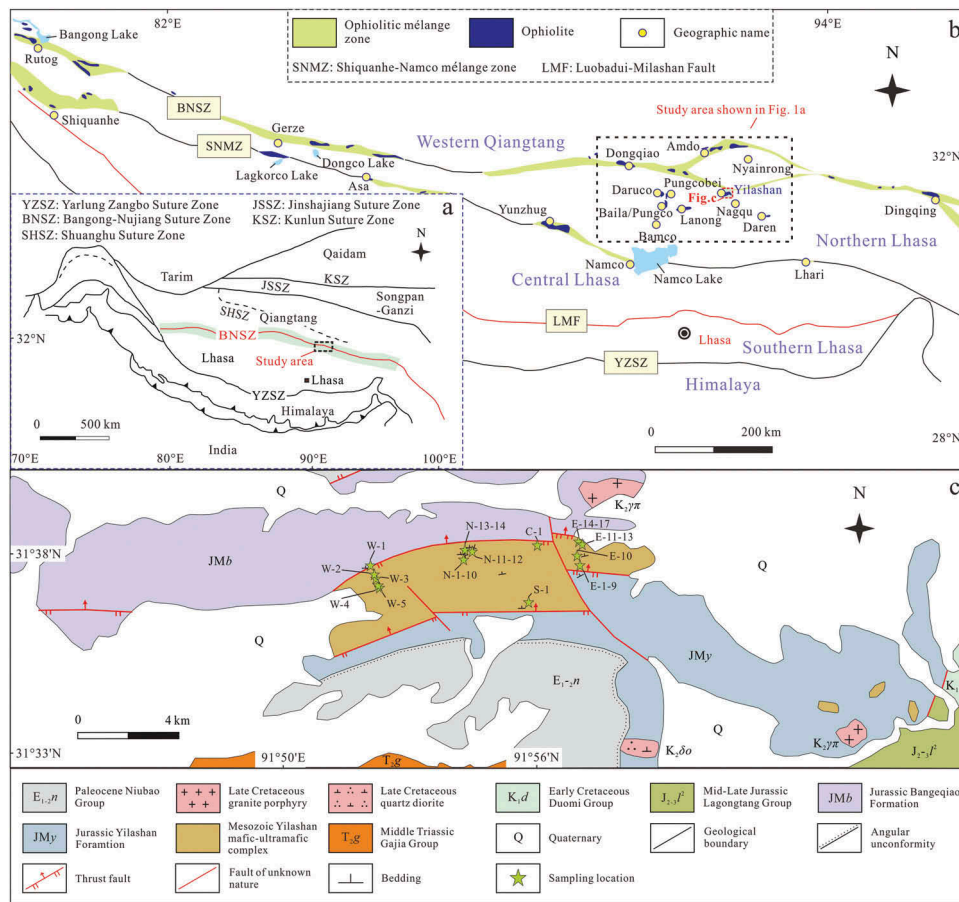 82°E
94°E
b
Bangong Lake
Rutog
Ophiolitic mélange zone
Ophiolite
Geographic name
SNMZ: Shiquanhe-Namco mélange zone
LMF: Luobadui-Milashan Fault
N
Shiquanhe
BNSZ
SNMZ
Gerze
Lagkorco Lake
Dongco Lake
Asa
Western Qiangtang
Study area shown in Fig. 1a
Dongqiao
Amdo
Nyainrong
32°N
Daruco
Pungcobei
Yilashan
Fig.c
Baila/Pungco
Lanong
Nagqu
Daren
Bamco
Dingqing
Yunzhug
Northern Lhasa
Central Lhasa
Namco
Namco Lake
Lhari
LMF
Lhasa
Southern Lhasa
YZSZ
Himalaya
0 200 km
28°N
YZSZ: Yarlung Zangbo Suture Zone
JSSZ: Jinshajiang Suture Zone
BNSZ: Bangong-Nujiang Suture Zone
KSZ: Kunlun Suture Zone
SHSZ: Shuanghu Suture Zone
a
N
Qaidam
Tarim
KSZ
JSSZ
Songpan
-Ganzi
SHSZ
Qiangtang
32°N
BNSZ
Lhasa
Study area
Lhasa
YZSZ
Himalaya
0 500 km
India
70°E
80°E
90°E
100°E
c
Q
N
K₂γπ
N-13-14
C-1
E-14-17
E-11-13
31°38'N
W-1
N-11-12
E-10
JMb
W-2
W-3
N-1-10
E-1-9
Q
W-4
W-5
S-1
Q
JMy
E₁-₂n
K₁
0 4 km
Q
K₂γπ
31°33'N
91°50'E
T₂g
91°56'E
K₂δo
J₂-₃l²
E₁₋₂n
Paleocene Niubao Group
Late Cretaceous granite porphyry
Late Cretaceous quartz diorite
K₁d
Early Cretaceous Duomi Group
J₂₋₃l²
Mid-Late Jurassic Lagongtang Group
JMb
Jurassic Bangeqiao Formation
JMy
Jurassic Yilashan Foramtion
Mesozoic Yilashan mafic-ultramafic complex
T₂g
Middle Triassic Gajia Group
Q
Quaternary
Geological boundary
Angular unconformity
Thrust fault
Fault of unknown nature
Bedding
Sampling location